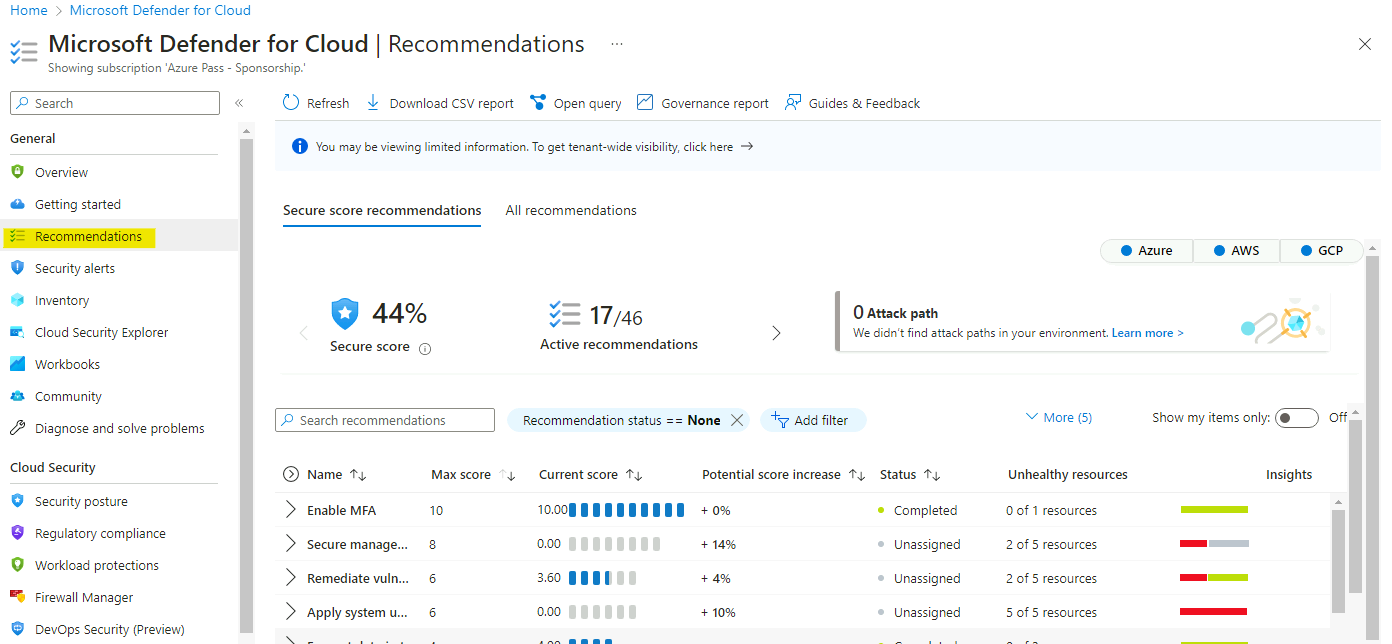 Home > Microsoft Defender for Cloud
Microsoft Defender for Cloud | Recommendations ...
Showing subscription 'Azure Pass - Sponsorship.'
Search
«
General
Overview
Getting started
Recommendations
Security alerts
Inventory
Cloud Security Explorer
Workbooks
Community
Diagnose and solve problems
Cloud Security
Security posture
Regulatory compliance
Workload protections
Firewall Manager
DevOps Security (Preview)
Refresh Download CSV report Open query Governance report Guides & Feedback
You may be viewing limited information. To get tenant-wide visibility, click here →
Secure score recommendations All recommendations
Azure AWS GCP
44%
Secure score
17/46
Active recommendations
0 Attack path
We didn't find attack paths in your environment. Learn more >
Search recommendations Recommendation status == None Add filter More (5) Show my items only: Off
Name Max score Current score Potential score increase Status Unhealthy resources Insights
Enable MFA 10 10.00 + 0% Completed 0 of 1 resources
Secure manage... 8 0.00 + 14% Unassigned 2 of 5 resources
Remediate vuln... 6 3.60 + 4% Unassigned 2 of 5 resources
Apply system u... 6 0.00 + 10% Unassigned 5 of 5 resources